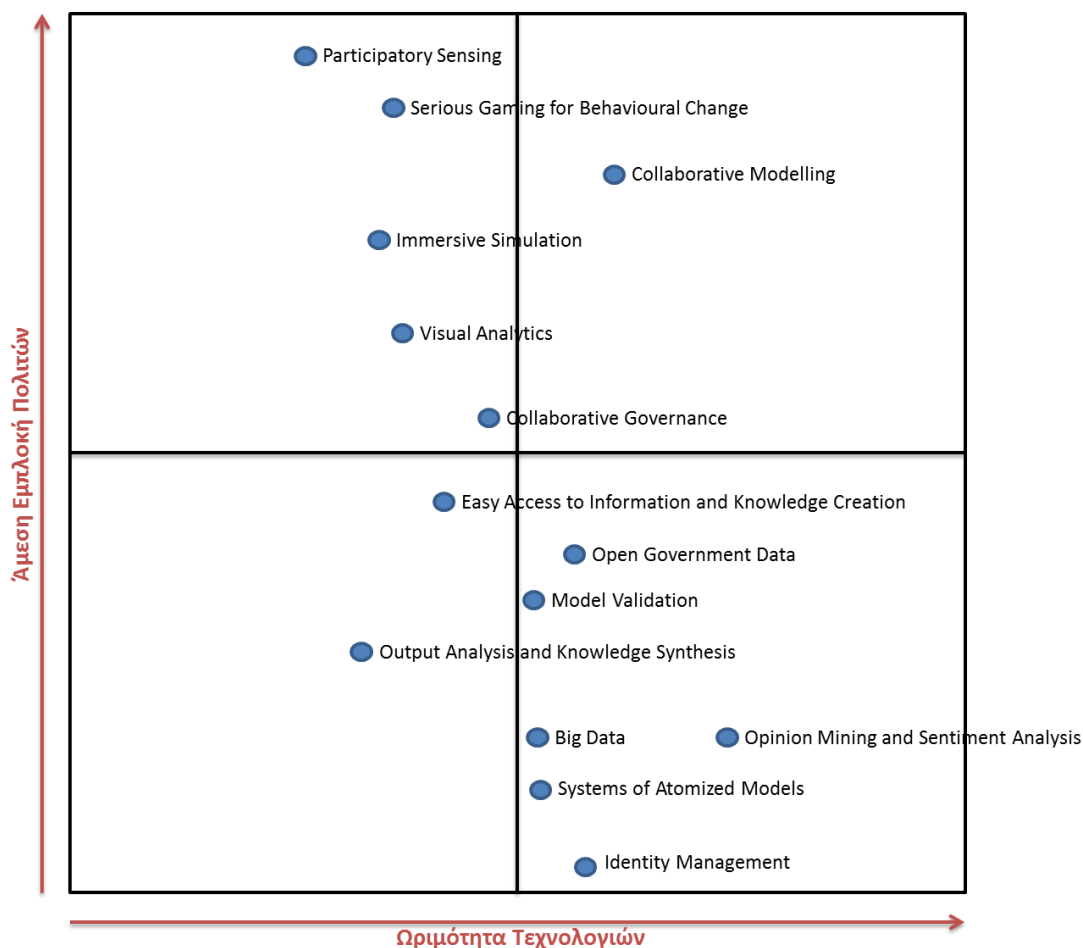 Participatory Sensing
Serious Gaming for Behavioural Change
Collaborative Modelling
Immersive Simulation
Visual Analytics
Collaborative Governance
Easy Access to Information and Knowledge Creation
Open Government Data
Model Validation
Output Analysis and Knowledge Synthesis
Big Data
Opinion Mining and Sentiment Analysis
Systems of Atomized Models
Identity Management
Άμεση Εμπλοκή Πολιτών
Ωριμότητα Τεχνολογιών